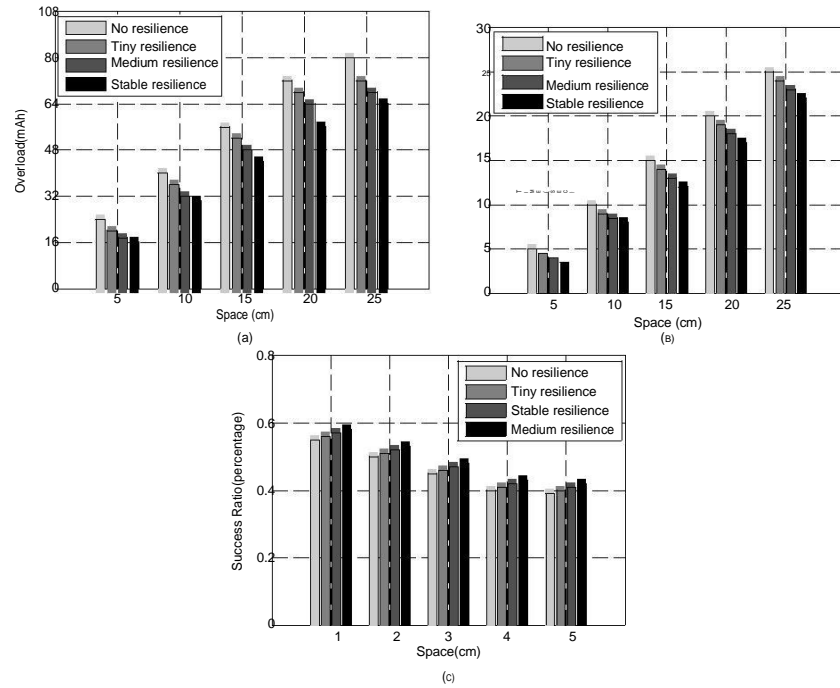 108
80
64
48
32
16
0
Overload(mAh)
No resilience
Tiny resilience
Medium resilience
Stable resilience
5 10 15 20 25
Space (cm)
(a)
30
25
20
15
10
5
0
No resilience
Tiny resilience
Medium resilience
Stable resilience
5 10 15 20 25
Space (cm)
(B)
0.8
0.6
0.4
0.2
0
Success Ratio(percentage)
No resilience
Tiny resilience
Stable resilience
Medium resilience
1 2 3 4 5
Space(cm)
(c)